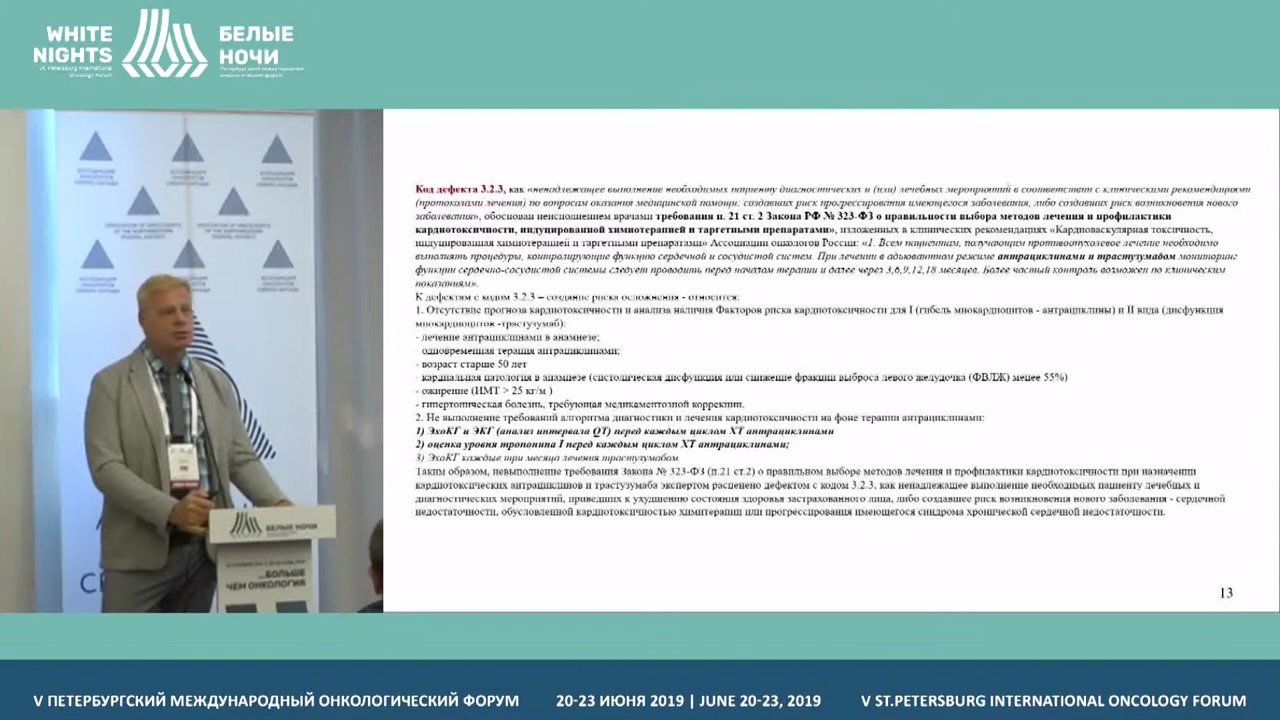 WHITE
NIGHTS
St. Petersburg International
Oncology Forum
БЕЛЫЕ
НОЧИ
Петербургский международный
онкологический форум
Код дефекта 3.2.3, как «ненадлежащее выполнение необходимых пациенту диагностических и (или) лечебных мероприятий в соответствии с клиническими рекомендациями
(протоколами лечения) по вопросам оказания медицинской помощи: создавших риск прогрессирования имеющегося заболевания, либо создавших риск возникновения нового
заболевания», обоснован неисполнением врачами требования п. 21 ст. 2 Закона РФ № 323-ФЗ о правильности выбора методов лечения и профилактики
кардиотоксичности, индуцированной химиотерапией и таргетными препаратами», изложенных в клинических рекомендациях «Кардиоваскулярная токсичность,
индуцированная химиотерапией и таргетными препаратами» Ассоциации онкологов России: «1. Всем пациентам, получающим противоопухолевое лечение необходимо
выполнять процедуры, контролирующие функцию сердечной и сосудистой систем. При лечении в адъювантном режиме антрациклинами и трастузумабом мониторинг
функции сердечно-сосудистой системы следует проводить перед началом терапии и далее через 3,6,9,12,18 месяцев. Более частый контроль возможен по клиническим
показаниям».
К дефектам с кодом 3.2.3 – создание риска осложнения - относится:
1. Отсутствие прогноза кардиотоксичности и анализа наличия Факторов риска кардиотоксичности для I (гибель миокардиоцитов - антрациклины) и II вида (дисфункция
миокардиоцитов -трастузумаб):
- лечение антрациклинами в анамнезе;
- одновременная терапия антрациклинами;
- возраст старше 50 лет
- кардиальная патология в анамнезе (систолическая дисфункция или снижение фракции выброса левого желудочка (ФВЛЖ) менее 55%)
- ожирение (ИМТ > 25 кг/м )
- гипертоническая болезнь, требующая медикаментозной коррекции.
2. Не выполнение требований алгоритма диагностики и лечения кардиотоксичности на фоне терапии антрациклинами:
1) ЭхоКГ и ЭКГ (анализ интервала QT) перед каждым циклом ХТ антрациклинами
2) оценка уровня тропонина I перед каждым циклом ХТ антрациклинами;
3) ЭхоКГ каждые три месяца лечения трастузумабом.
Таким образом, невыполнение требования Закона № 323-ФЗ (п.21 ст.2) о правильном выборе методов лечения и профилактики кардиотоксичности при назначении
кардиотоксических антрациклинов и трастузумаба экспертом расценено дефектом с кодом 3.2.3, как ненадлежащее выполнение необходимых пациенту лечебных и
диагностических мероприятий, приведших к ухудшению состояния здоровья застрахованного лица, либо создавшее риск возникновения нового заболевания - сердечной
недостаточности, обусловленной кардиотоксичностью химитерапии или прогрессирования имеющегося синдрома хронической сердечной недостаточности.
13
БЕЛЫЕ НОЧИ
...БОЛЬШЕ
ЧЕМ ОНКОЛОГИЯ
V ПЕТЕРБУРГСКИЙ МЕЖДУНАРОДНЫЙ ОНКОЛОГИЧЕСКИЙ ФОРУМ
20-23 ИЮНЯ 2019 | JUNE 20-23, 2019
V ST.PETERSBURG INTERNATIONAL ONCOLOGY FORUM